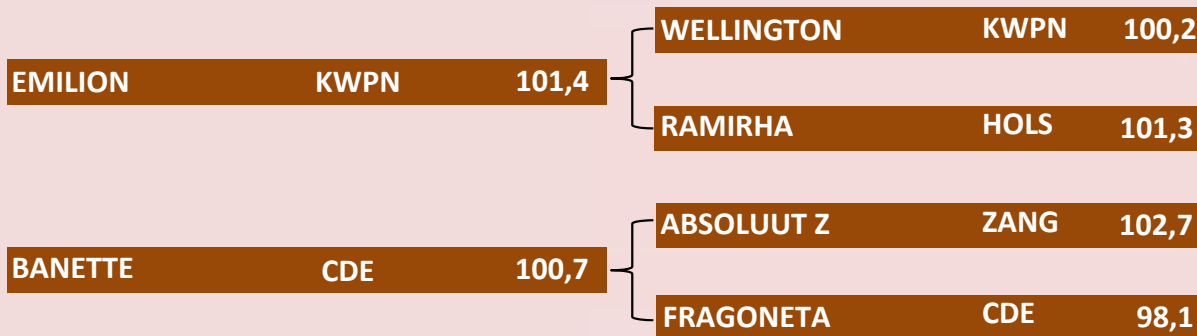 WELLINGTON KWPN 100,2
EMILION KWPN 101,4
RAMIRHA HOLS 101,3
ABSOLUUT Z ZANG 102,7
BANETTE CDE 100,7
FRAGONETA CDE 98,1